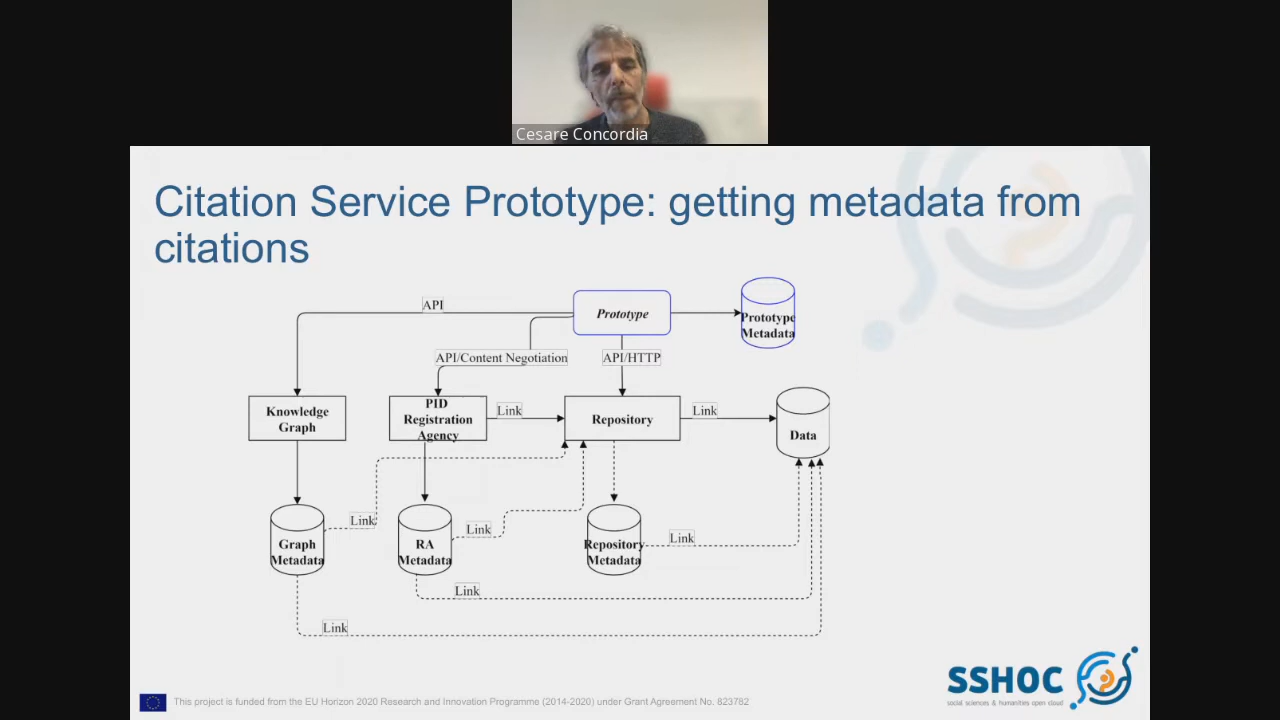 Cesare Concordia
Citation Service Prototype: getting metadata from
citations
API
Prototype
Prototype
Metadata
API/Content Negotiation
API/HTTP
Knowledge
Graph
PID
Registration
Agency
Link
Repository
Link
Data
Link
Link
Graph
Metadata
RA
Metadata
Repository
Metadata
Link
Link
Link
SSHOC
social sciences & humanities open cloud
This project is funded from the EU Horizon 2020 Research and Innovation Programme (2014-2020) under Grant Agreement No. 823782